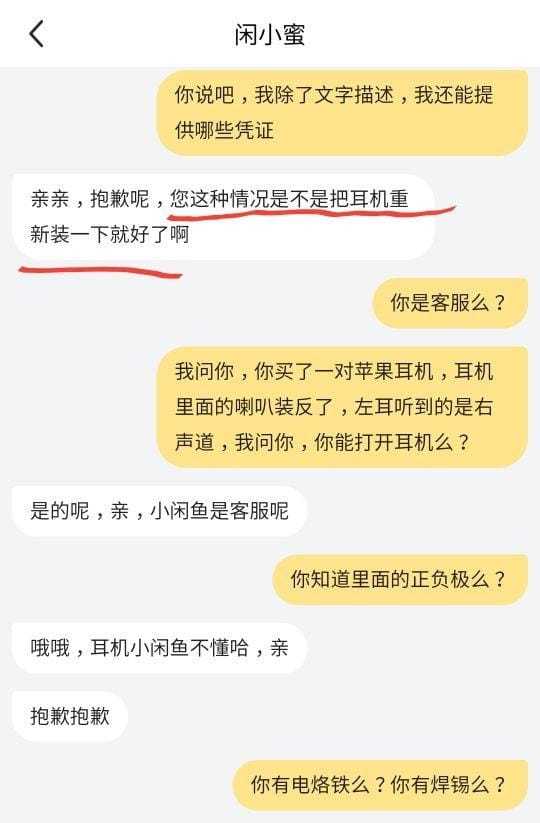 闲小蜜
你说吧，我除了文字描述，我还能提
供哪些凭证
亲亲，抱歉呢，您这种情况是不是把耳机重
新装一下就好了啊
你是客服么？
我问你，你买了一对苹果耳机，耳机
里面的喇叭装反了，左耳听到的是右
声道，我问你，你能打开耳机么？
是的呢，亲，小闲鱼是客服呢
你知道里面的正负极么？
哦哦，耳机小闲鱼不懂哈，亲
抱歉抱歉
你有电烙铁么？你有焊锡么？